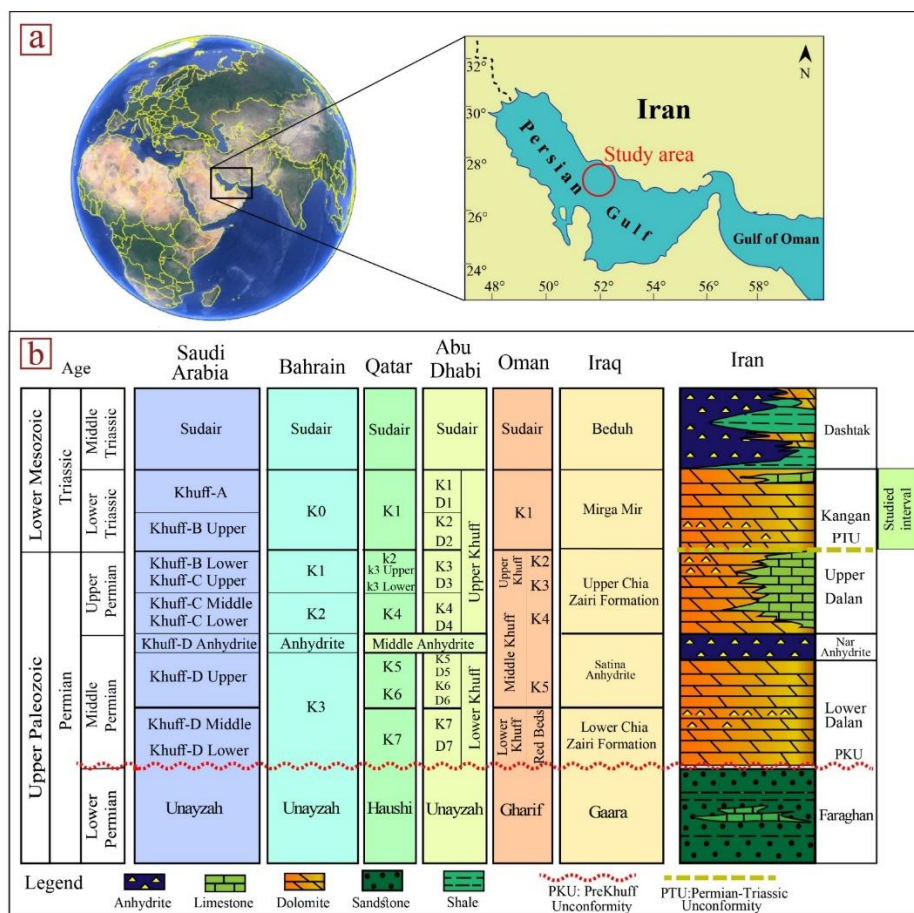 a
N
32°
30°
28°
26°
24°
48°
50°
52°
54°
56°
58°
Iran
Persian Gulf
Study area
Gulf of Oman
b
Age
Saudi
Arabia
Bahrain
Qatar
Abu
Dhabi
Oman
Iraq
Iran
Lower Mesozoic
Triassic
Middle
Triassic
Sudair
Sudair
Sudair
Sudair
Sudair
Beduh
Dashtak
Lower
Triassic
Khuff-A
Khuff-B Upper
K0
K1
K1
D1
K2
D2
Upper Khuff
K1
Mirga Mir
Kangan
PTU
Studied
interval
Upper Paleozoic
Permian
Upper
Permian
Khuff-B Lower
Khuff-C Upper
Khuff-C Middle
Khuff-C Lower
K1
K2
k2
k3 Upper
k3 Lower
K4
K3
D3
K4
D4
Upper
Khuff
K2
K3
K4
Middle Khuff
K5
Upper Chia
Zairi Formation
Upper
Dalan
Middle
Permian
Khuff-D Anhydrite
Anhydrite
Middle Anhydrite
Nar
Anhydrite
Khuff-D Upper
K3
K5
K6
K5
D5
K6
D6
Lower Khuff
Satina
Anhydrite
Khuff-D Middle
Khuff-D Lower
K7
K7
D7
Lower
Khuff
Red Beds
Lower Chia
Zairi Formation
Lower
Dalan
PKU
Lower
Permian
Unayzah
Unayzah
Haushi
Unayzah
Gharif
Gaara
Faraghan
Legend
Anhydrite
Limestone
Dolomite
Sandstone
Shale
PKU: PreKhuff
Unconformity
PTU:Permian-Triassic
Unconformity